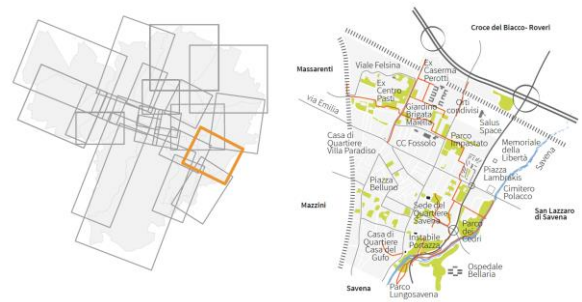 Croce del Biacco- Roveri
Massarenti
Viale Felsina
Ex
Caserma
Perotti
Ex
Centro
Pasti
Via Emilia
Giardino
Brigata
Maiella
Orti
condivisi
Salus
Space
Casa di
Quartiere
Villa Paradiso
CC Fossolo
Parco
Impastato
Memoriale
della
Libertà
Savena
Piazza
Lambrakis
Cimitero
Polacco
Piazza
Belluno
Mazzini
Sede del
Quartiere
Savena
San Lazzaro
di Savena
Parco
dei
Cedri
Casa di
Quartiere
Casa del
Gufo
Instabile
Portazza
Ospedale
Bellaria
Savena
Parco
Lungosavena